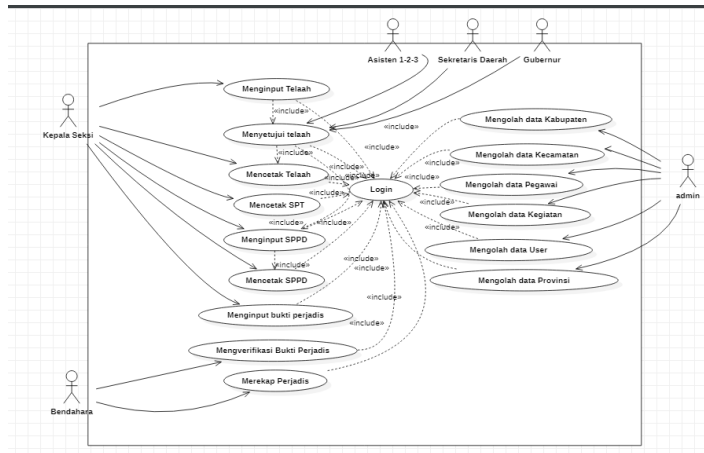 Asisten 1-2-3
Sekretaris Daerah
Gubernur
Menginput Telaah
«include»
Kepala Seksi
Menyetujui telaah
«include»
Mengolah data Kabupaten
«include»
«include»
Mengolah data Kecamatan
«include»
Mencetak Telaah
«include»
«include»
«include»
Mengolah data Pegawai
admin
Login
Mencetak SPT
«include»
«include»
Mengolah data Kegiatan
«include»
«include»
«include»
Menginput SPPD
Mengolah data User
«include»
«include»
«include»
Mencetak SPPD
Mengolah data Provinsi
«include»
Menginput bukti perjadis
«include»
Mengverifikasi Bukti Perjadis
Merekap Perjadis
Bendahara